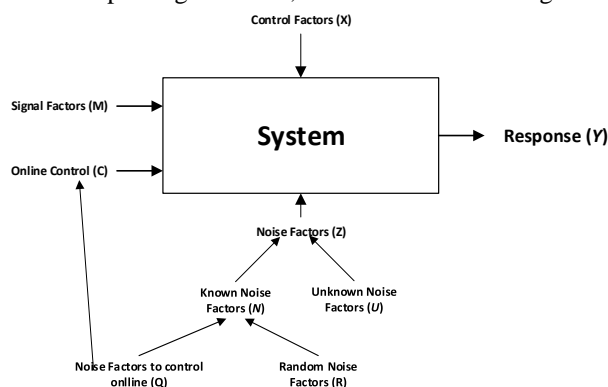 Control Factors (X)
Signal Factors (M)
System
Response (Y)
Online Control (C)
Noise Factors (Z)
Known Noise
Factors (N)
Unknown Noise
Factors (U)
Noise Factors to control
onlline (Q)
Random Noise
Factors (R)